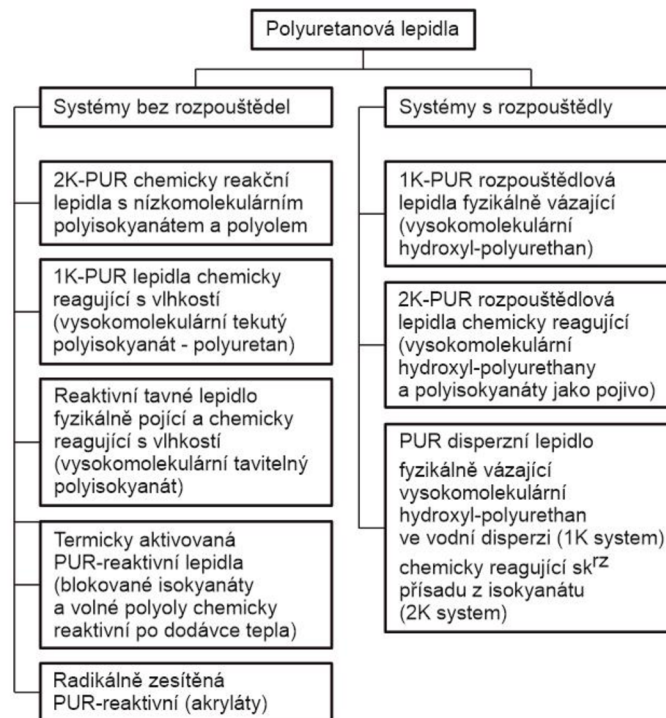 Polyuretanová lepidla
Systémy bez rozpouštědel
2K-PUR chemicky reakční
lepidla s nízkomolekulárním
polyisokyanátem a polyolem
1K-PUR lepidla chemicky
reagující s vlhkostí
(vysokomolekulární tekutý
polyisokyanát - polyuretan)
Reaktivní tavné lepidlo
fyzikálně pojící a chemicky
reagující s vlhkostí
(vysokomolekulární tavitelný
polyisokyanát)
Termicky aktivovaná
PUR-reaktivní lepidla
(blokované isokyanáty
a volné polyoly chemicky
reaktivní po dodávce tepla)
Radikálně zesítěná
PUR-reaktivní (akryláty)
Systémy s rozpouštědly
1K-PUR rozpouštědlová
lepidla fyzikálně vázající
(vysokomolekulární
hydroxyl-polyurethan)
2K-PUR rozpouštědlová
lepidla chemicky reagující
(vysokomolekulární
hydroxyl-polyurethany
a polyisokyanáty jako pojivo)
PUR disperzní lepidlo
fyzikálně vázající
vysokomolekulární
hydroxyl-polyurethan
ve vodní disperzi (1K system)
chemicky reagující skrz
přísadu z isokyanátu
(2K system)